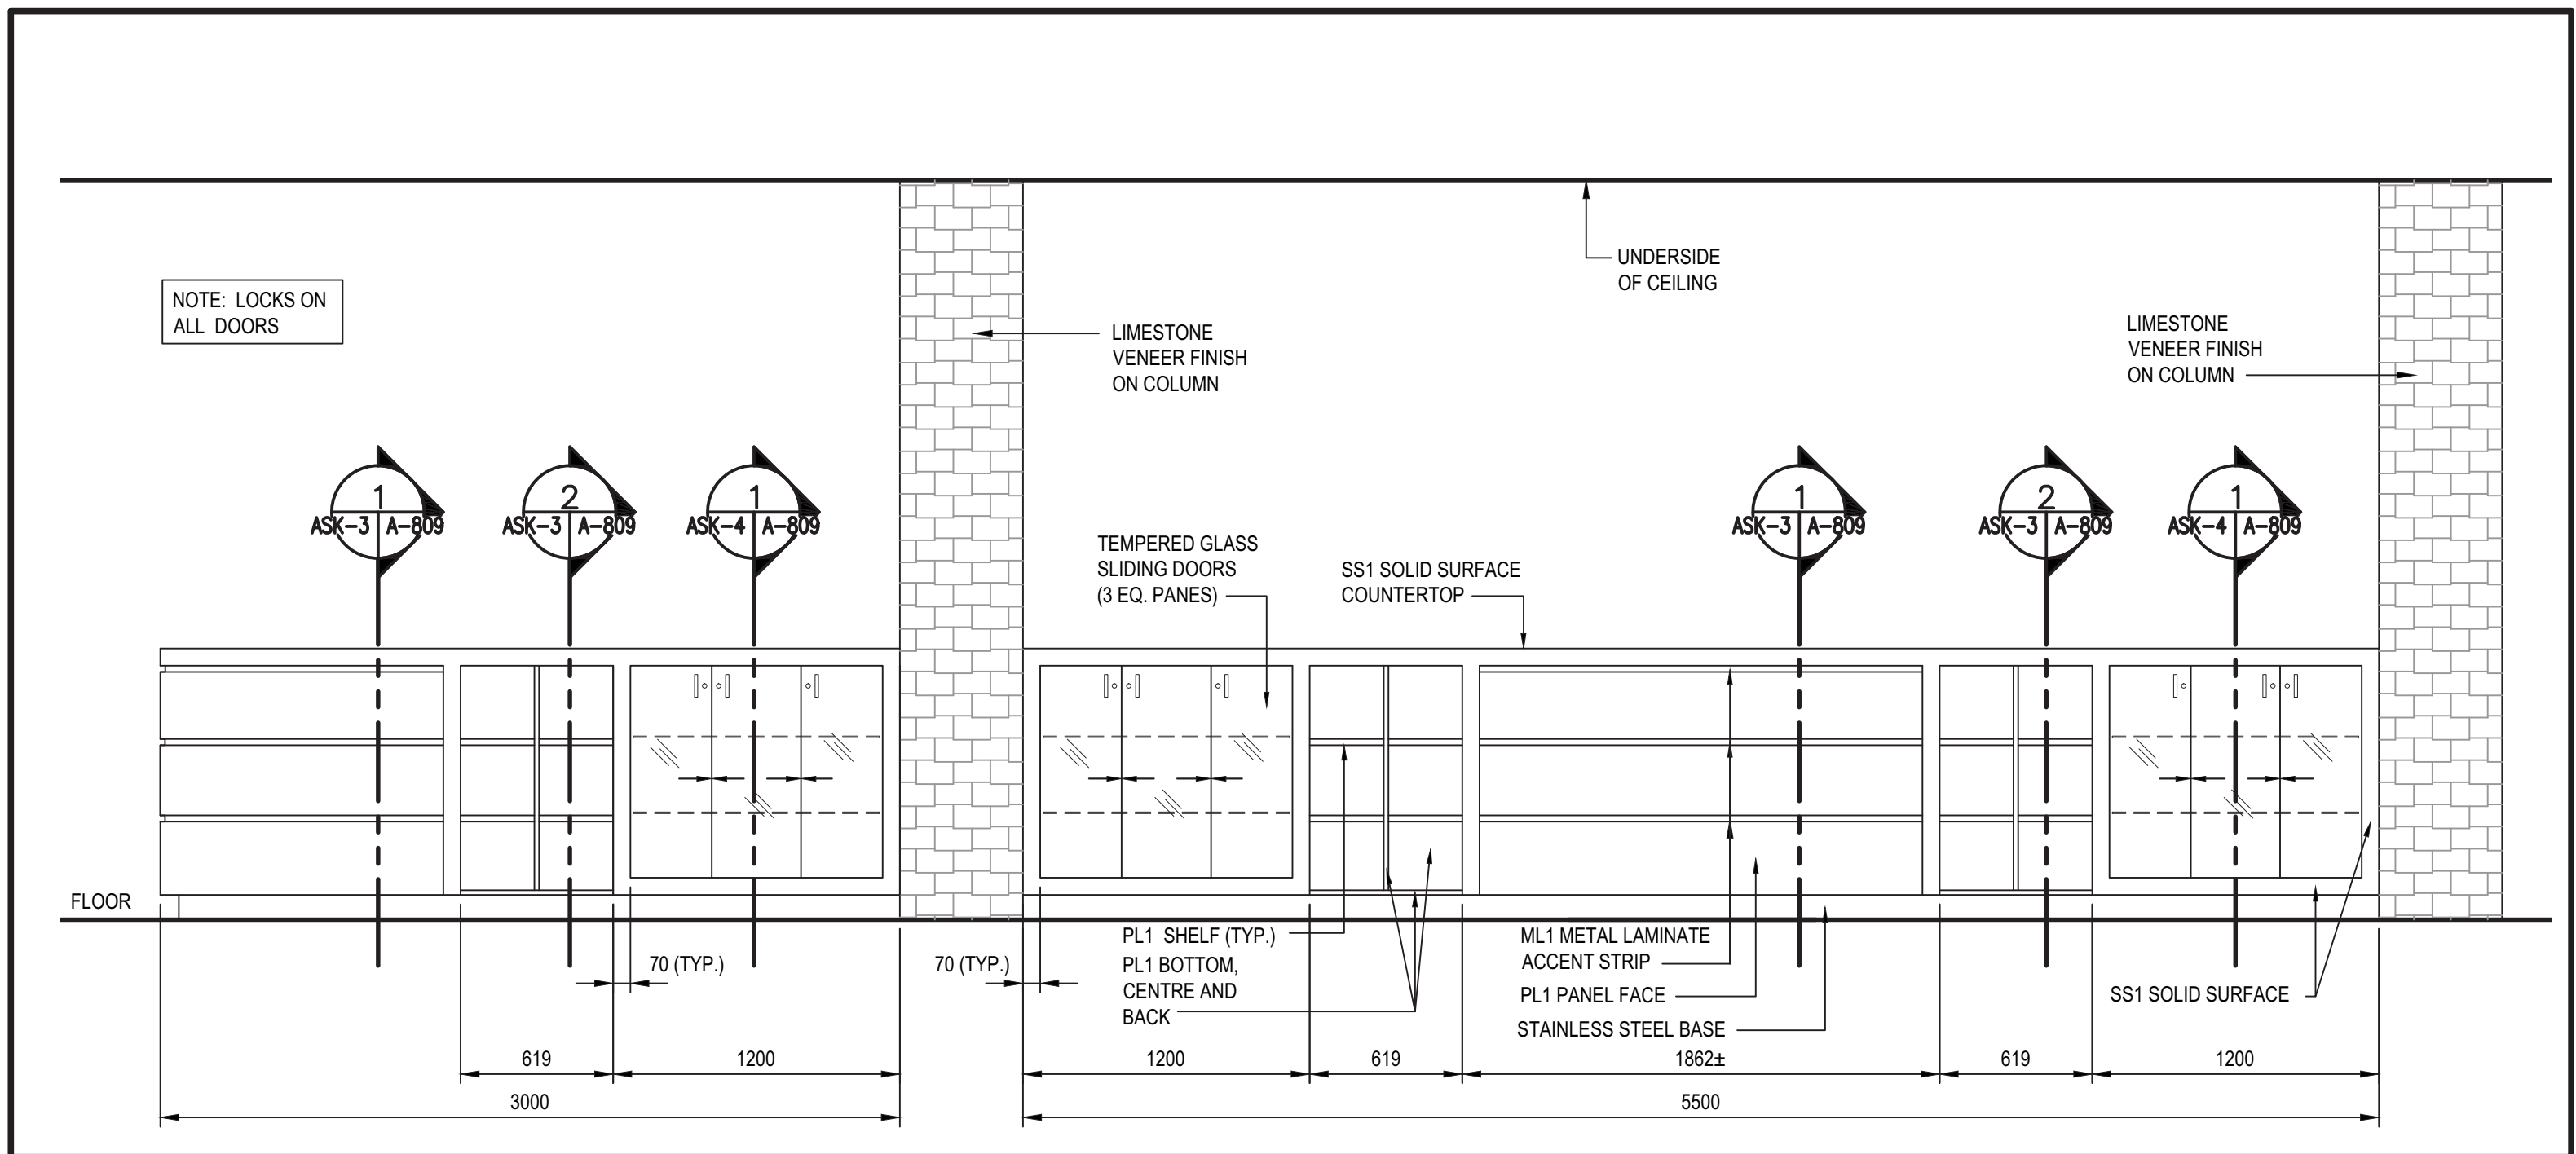 UNDERSIDE
OF CEILING
NOTE: LOCKS ON
ALL DOORS
LIMESTONE
VENEER FINISH
ON COLUMN
LIMESTONE
VENEER FINISH
ON COLUMN
1
ASK-3 A-809
2
ASK-3 A-809
1
ASK-4 A-809
1
ASK-3 A-809
2
ASK-3 A-809
1
ASK-4 A-809
TEMPERED GLASS
SLIDING DOORS
(3 EQ. PANES)
SS1 SOLID SURFACE
COUNTERTOP
FLOOR
70 (TYP.)
70 (TYP.)
PL1 SHELF (TYP.)
PL1 BOTTOM,
CENTRE AND
BACK
ML1 METAL LAMINATE
ACCENT STRIP
PL1 PANEL FACE
STAINLESS STEEL BASE
SS1 SOLID SURFACE
619
1200
1200
619
1862±
619
1200
3000
5500